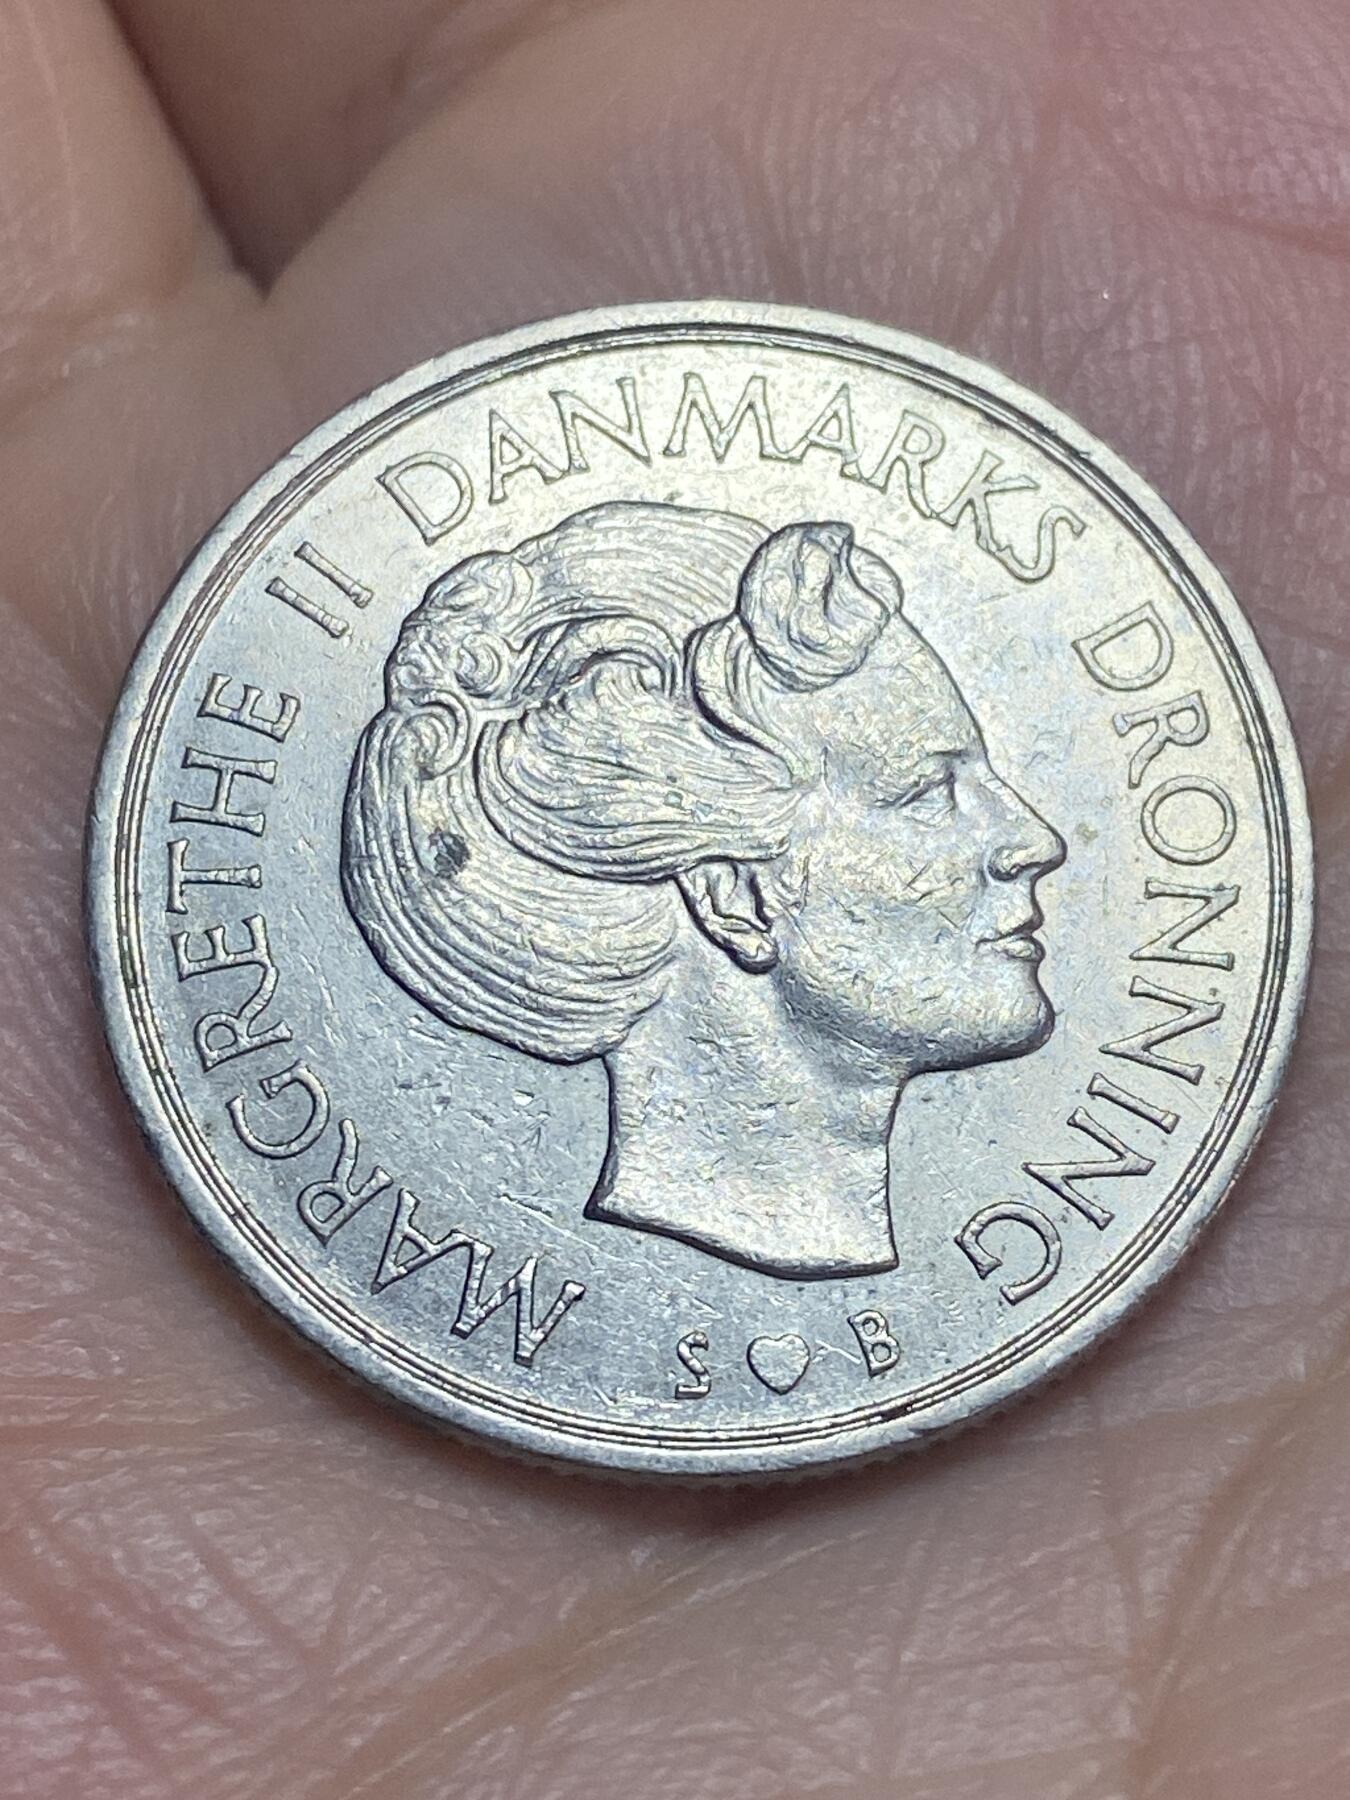 MARGRETHE II DANMARKS DRONNING
S ♥ B